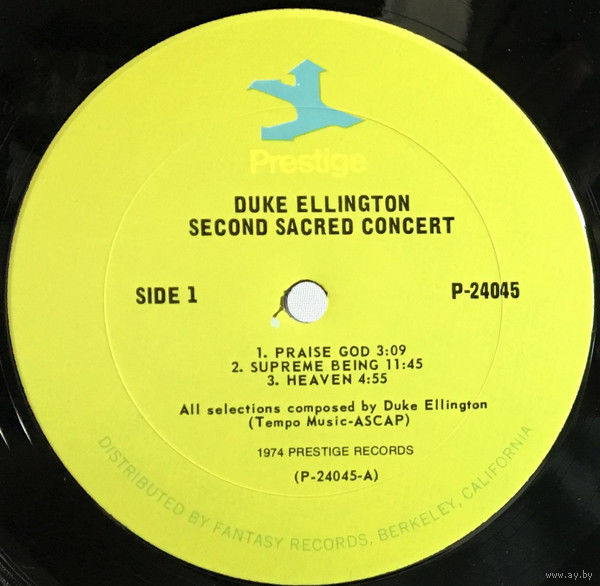 Prestige
DUKE ELLINGTON
SECOND SACRED CONCERT
SIDE 1
P-24045
1. PRAISE GOD 3:09
2. SUPREME BEING 11:45
3. HEAVEN 4:55
All selections composed by Duke Ellington
(Tempo Music-ASCAP)
1974 PRESTIGE RECORDS
(P-24045-A)
DISTRIBUTED BY FANTASY RECORDS, BERKELEY, CALIFORNIA
www.ay.by